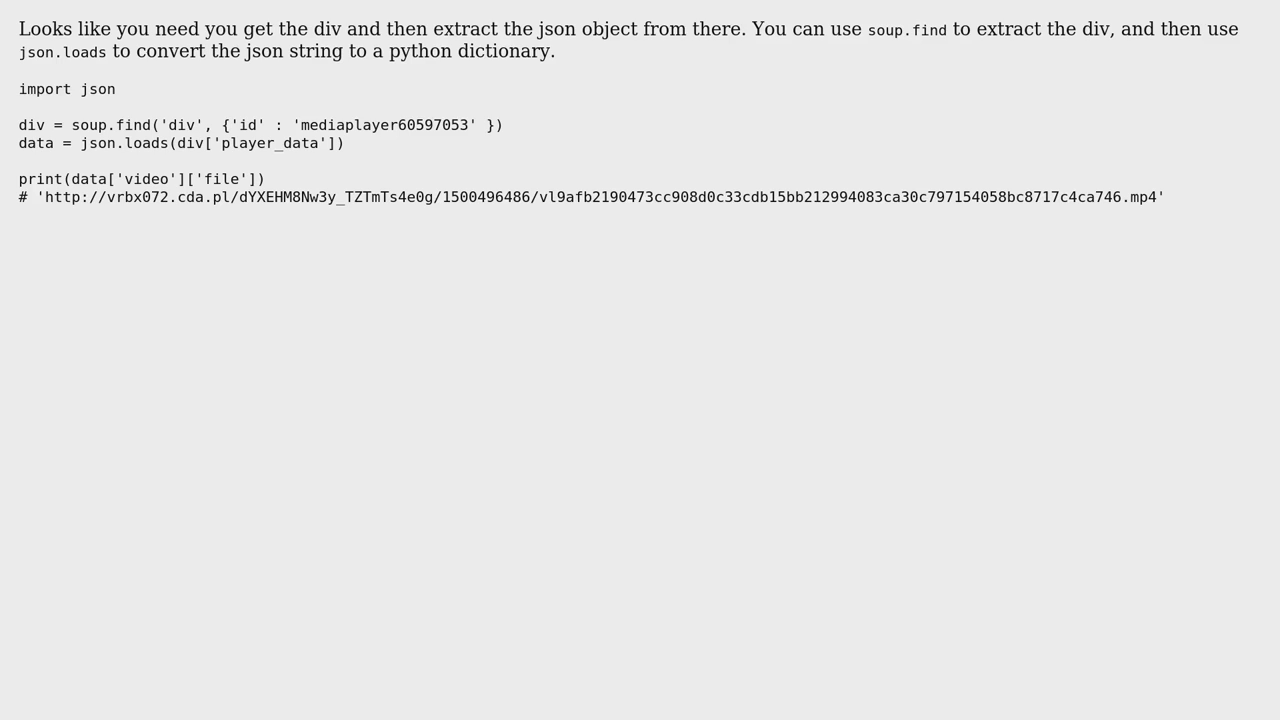 Looks like you need you get the div and then extract the json object from there. You can use soup.find to extract the div, and then use
json.loads to convert the json string to a python dictionary.
import json
div = soup.find('div', {'id' : 'mediaplayer60597053' })
data = json.loads(div['player_data'])
print(data['video']['file'])
# 'http://vrbx072.cda.pl/dYXEHM8Nw3y_TZTmTs4e0g/1500496486/vl9afb2190473cc908d0c33cdb15bb212994083ca30c797154058bc8717c4ca746.mp4'